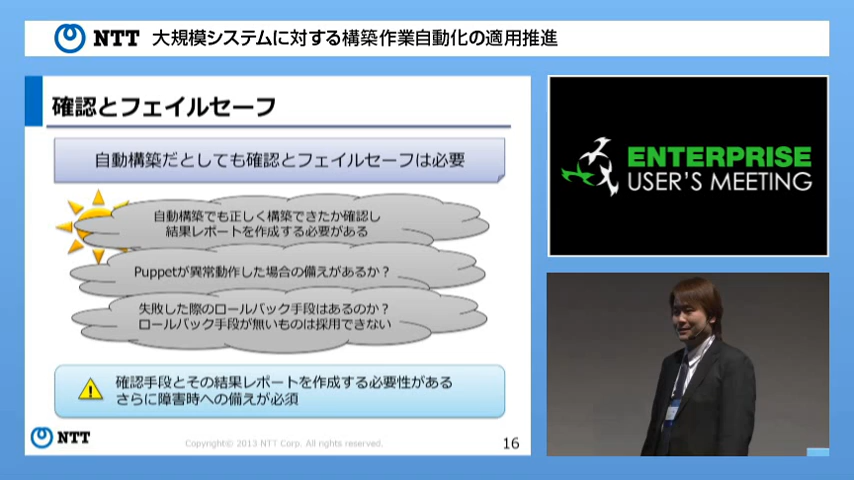 NTT 大規模システムに対する構築作業自動化の適用推進
確認とフェイルセーフ
自動構築だとしても確認とフェイルセーフは必要
自動構築でも正しく構築できたか確認し
結果レポートを作成する必要がある
Puppetが異常動作した場合の備えがあるか？
失敗した際のロールバック手段はあるのか？
ロールバック手段が無いものは採用できない
確認手段とその結果レポートを作成する必要性がある
さらに障害時への備えが必須
NTT
Copyright© 2013 NTT Corp. All rights reserved.
16
ENTERPRISE
USER'S MEETING